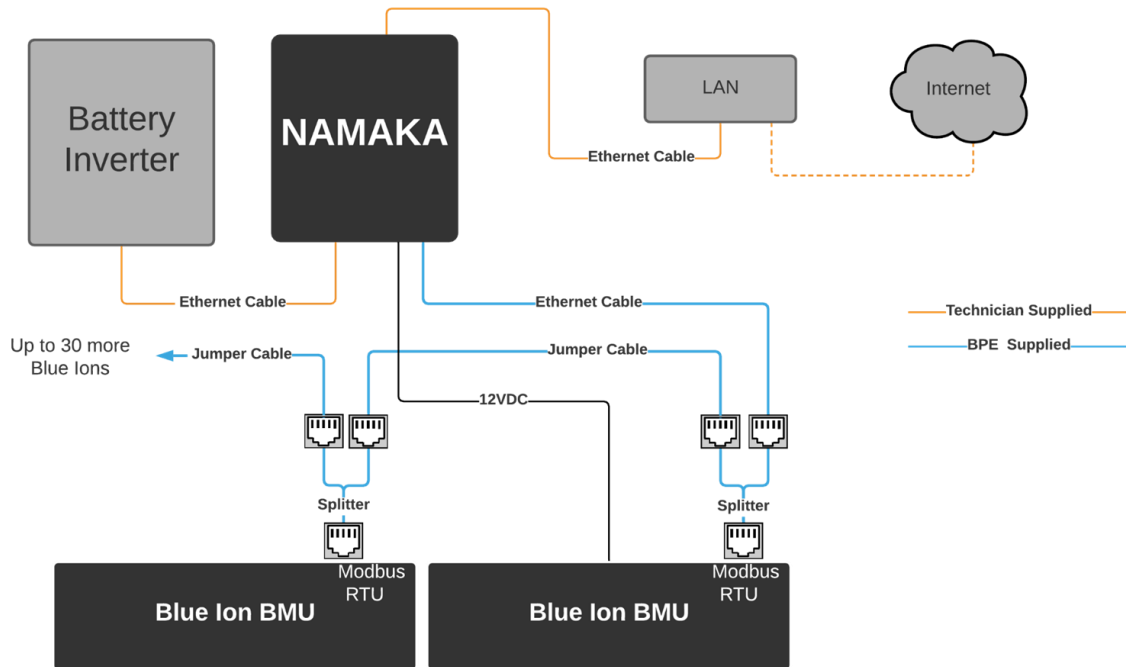 Battery
Inverter
NAMAKA
LAN
Internet
Ethernet Cable
Ethernet Cable
Ethernet Cable
Technician Supplied
BPE Supplied
Up to 30 more
Blue Ions
Jumper Cable
Jumper Cable
12VDC
Splitter
Splitter
Modbus
RTU
Modbus
RTU
Blue Ion BMU
Blue Ion BMU